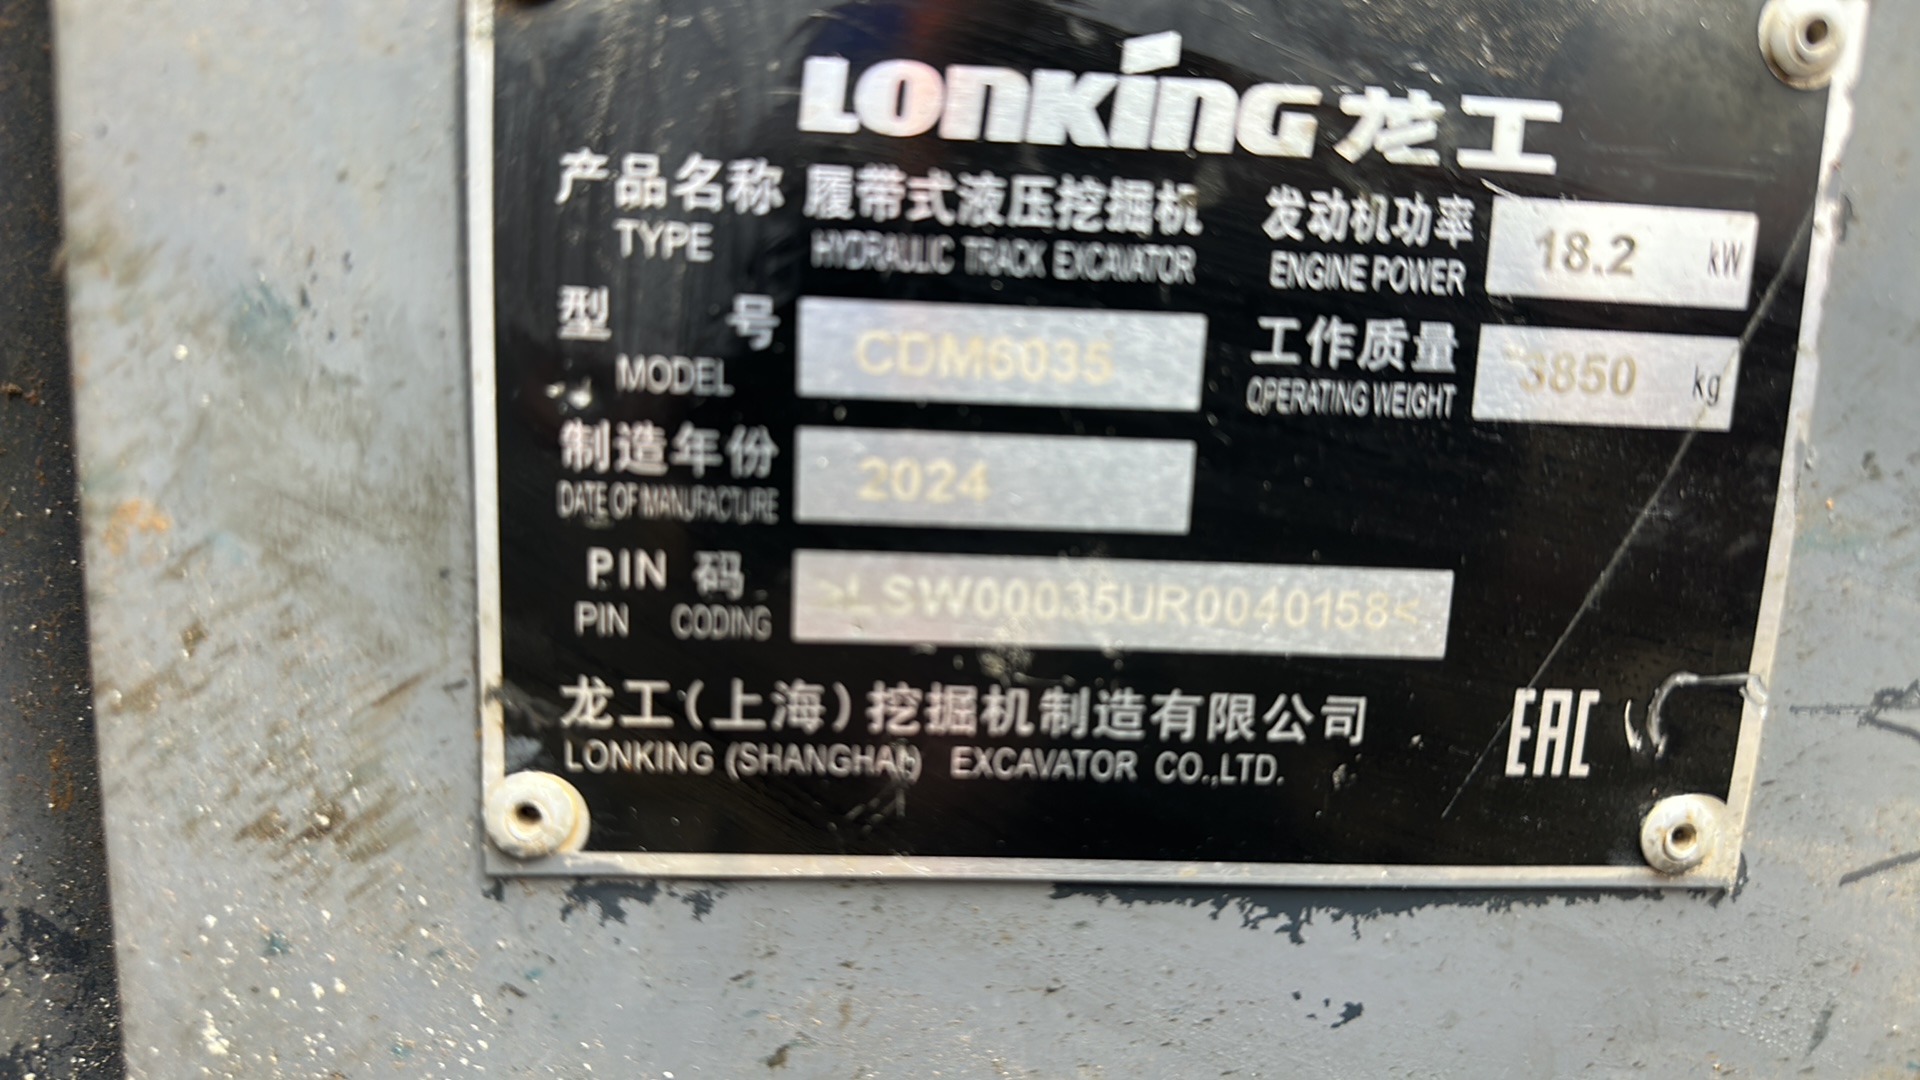 LONKING 龙工
产品名称 履带式液压挖掘机 发动机功率 18.2 kW
TYPE HYDRAULIC TRACK EXCAVATOR ENGINE POWER
型号 CDM6035 工作质量 3850 kg
MODEL OPERATING WEIGHT
制造年份 2024
DATE OF MANUFACTURE
PIN 码 >LSW00035UR0040158<
PIN CODING
龙工(上海)挖掘机制造有限公司
LONKING (SHANGHAI) EXCAVATOR CO.,LTD.
EAC